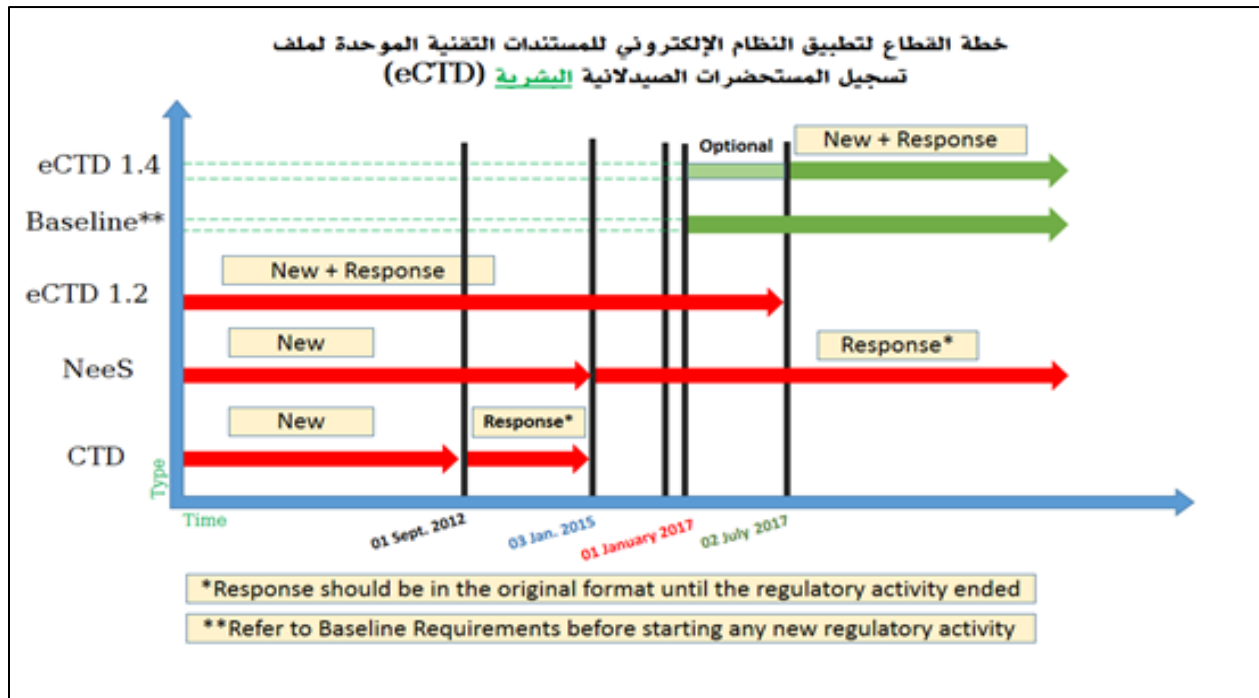 خطة القطاع لتطبيق النظام الإلكتروني للمستندات التقنية الموحدة لملف
تسجيل المستحضرات الصيدلانية البشرية (eCTD)
Optional
New + Response
eCTD 1.4
Baseline**
New + Response
eCTD 1.2
New
Response*
NeeS
New
Response*
CTD
Type
Time
01 Sept. 2012
03 Jan. 2015
01 January 2017
02 July 2017
*Response should be in the original format until the regulatory activity ended
**Refer to Baseline Requirements before starting any new regulatory activity